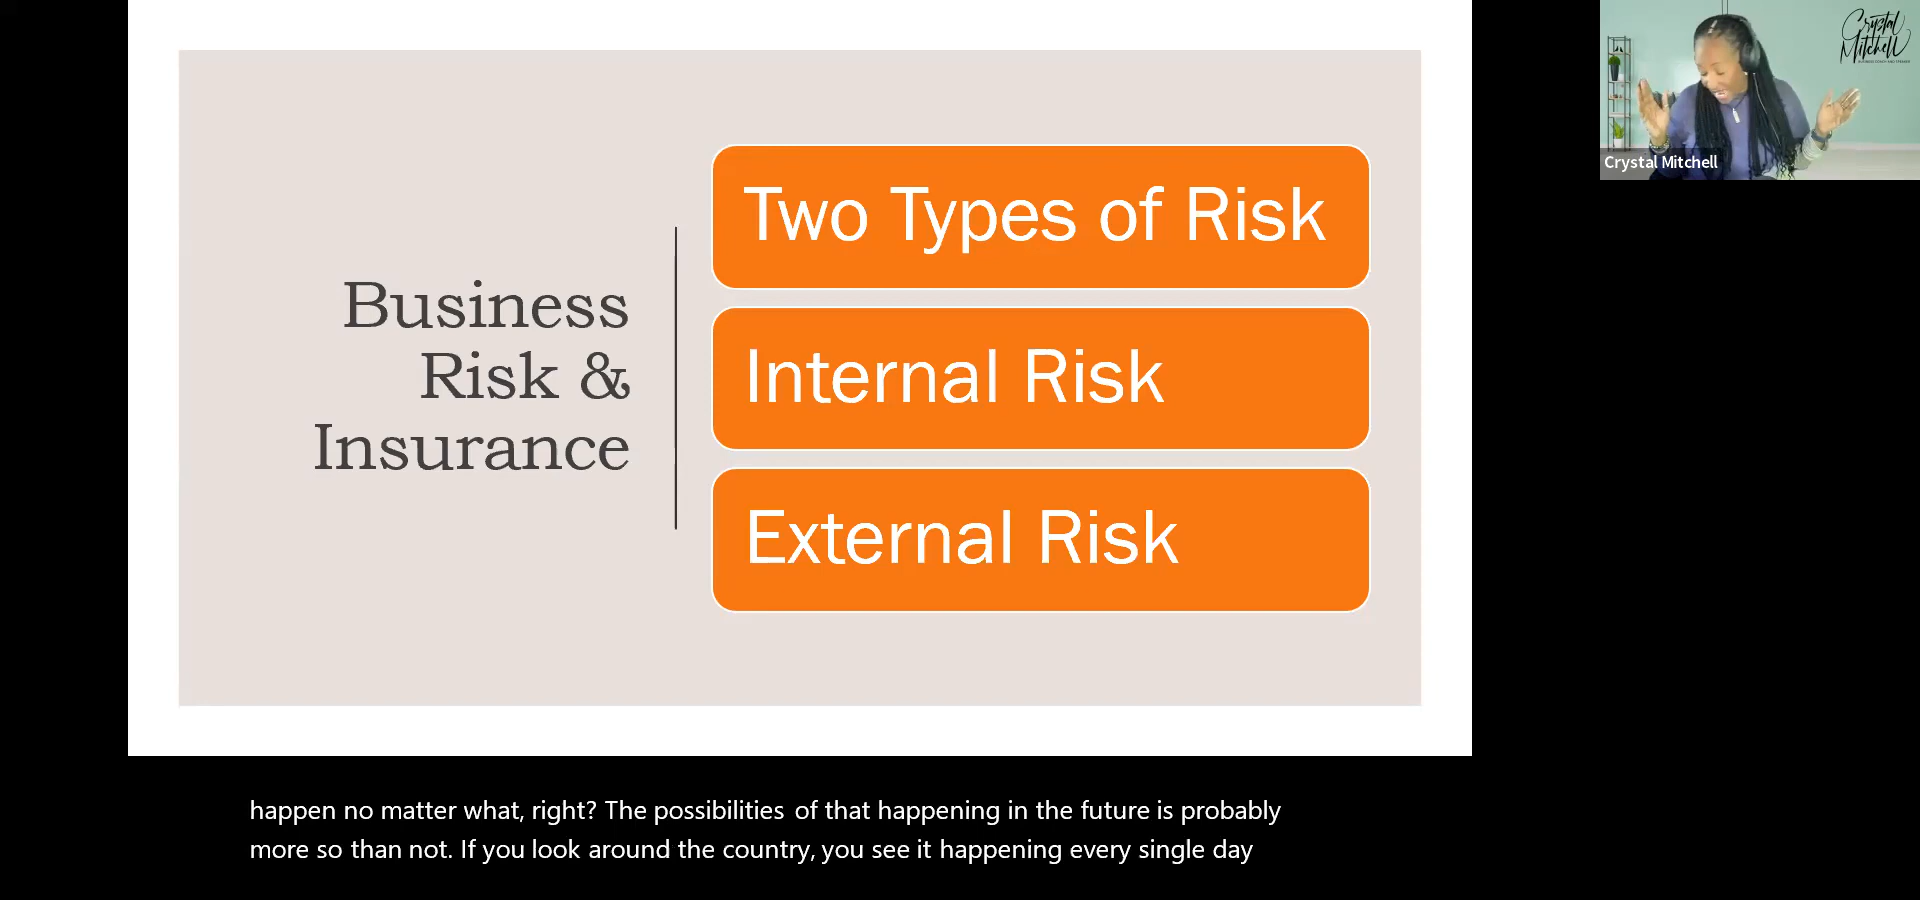 Business
Risk &
Insurance
Two Types of Risk
Internal Risk
External Risk
Crystal
Mitchell
Crystal Mitchell
happen no matter what, right? The possibilities of that happening in the future is probably
more so than not. If you look around the country, you see it happening every single day